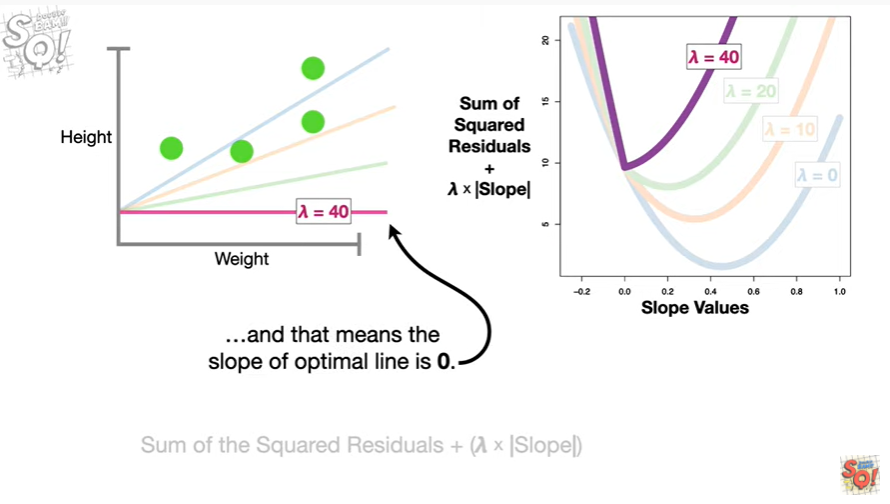 SQ!
Height
λ = 40
Weight
...and that means the
slope of optimal line is 0.
Sum of
Squared
Residuals
+
λ x |Slope|
20
15
10
5
λ = 40
λ = 20
λ = 10
λ = 0
−0.2 0.0 0.2 0.4 0.6 0.8 1.0
Slope Values
Sum of the Squared Residuals + (λ x |Slope|)
SQ!